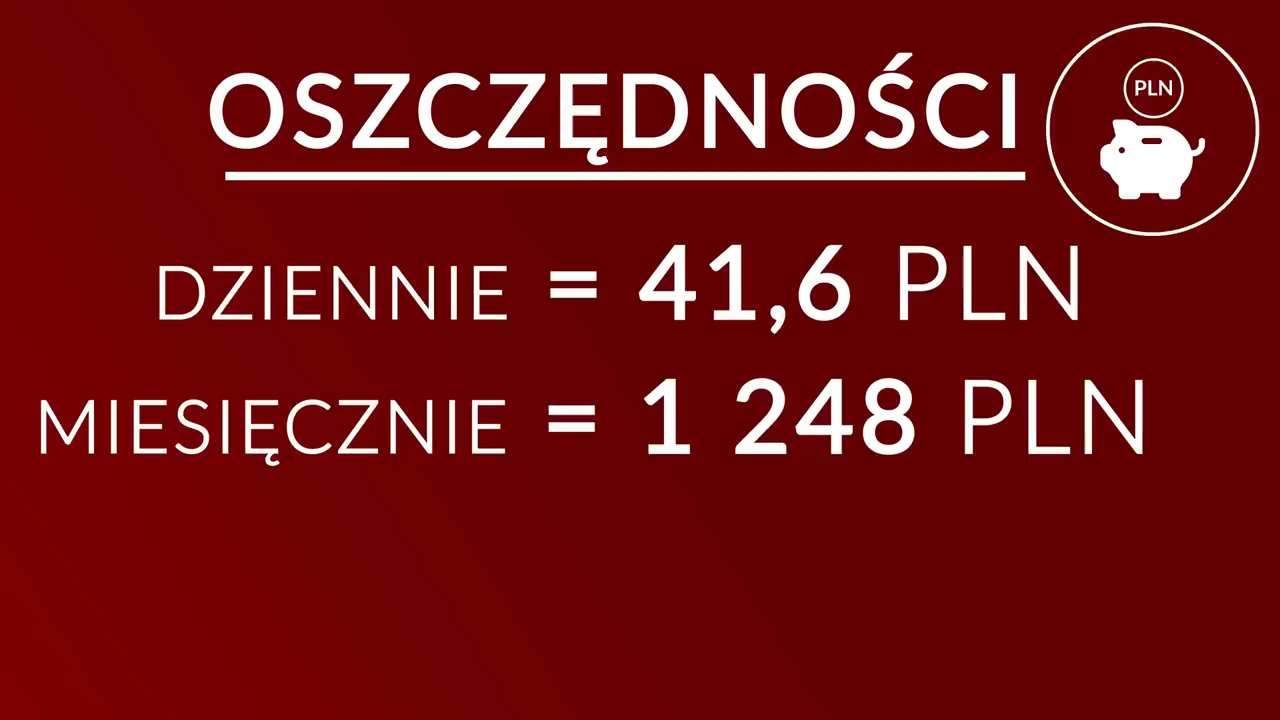 OSZCZĘDNOŚCI
PLN
DZIENNIE = 41,6 PLN
MIESIĘCZNIE = 1 248 PLN